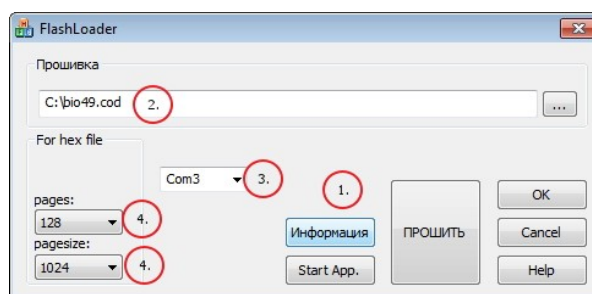 FlashLoader
Прошивка
C:\bio49.cod
2.
...
For hex file
Com3
3.
1.
pages:
128
4.
pagesize:
1024
4.
Информация
ПРОШИТЬ
Start App.
OK
Cancel
Help